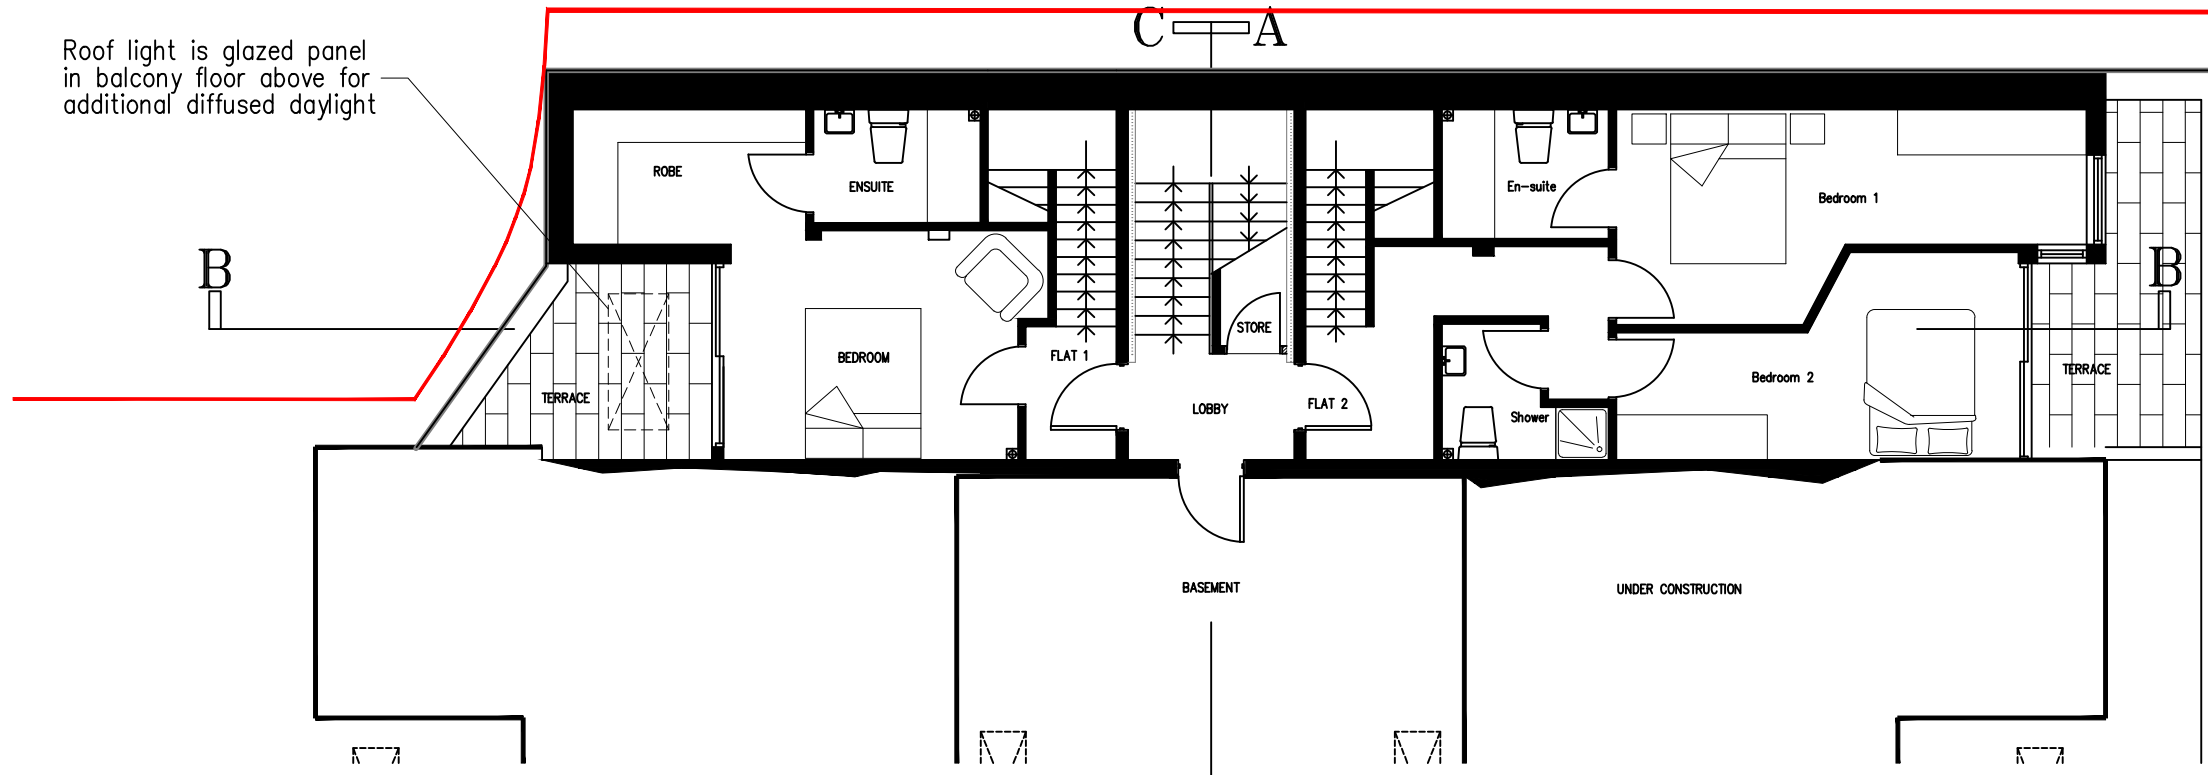 C A
Roof light is glazed panel
in balcony floor above for
additional diffused daylight
ROBE
ENSUITE
En-suite
Bedroom 1
B
B
STORE
FLAT 1
BEDROOM
TERRACE
LOBBY
FLAT 2
Bedroom 2
TERRACE
Shower
BASEMENT
UNDER CONSTRUCTION